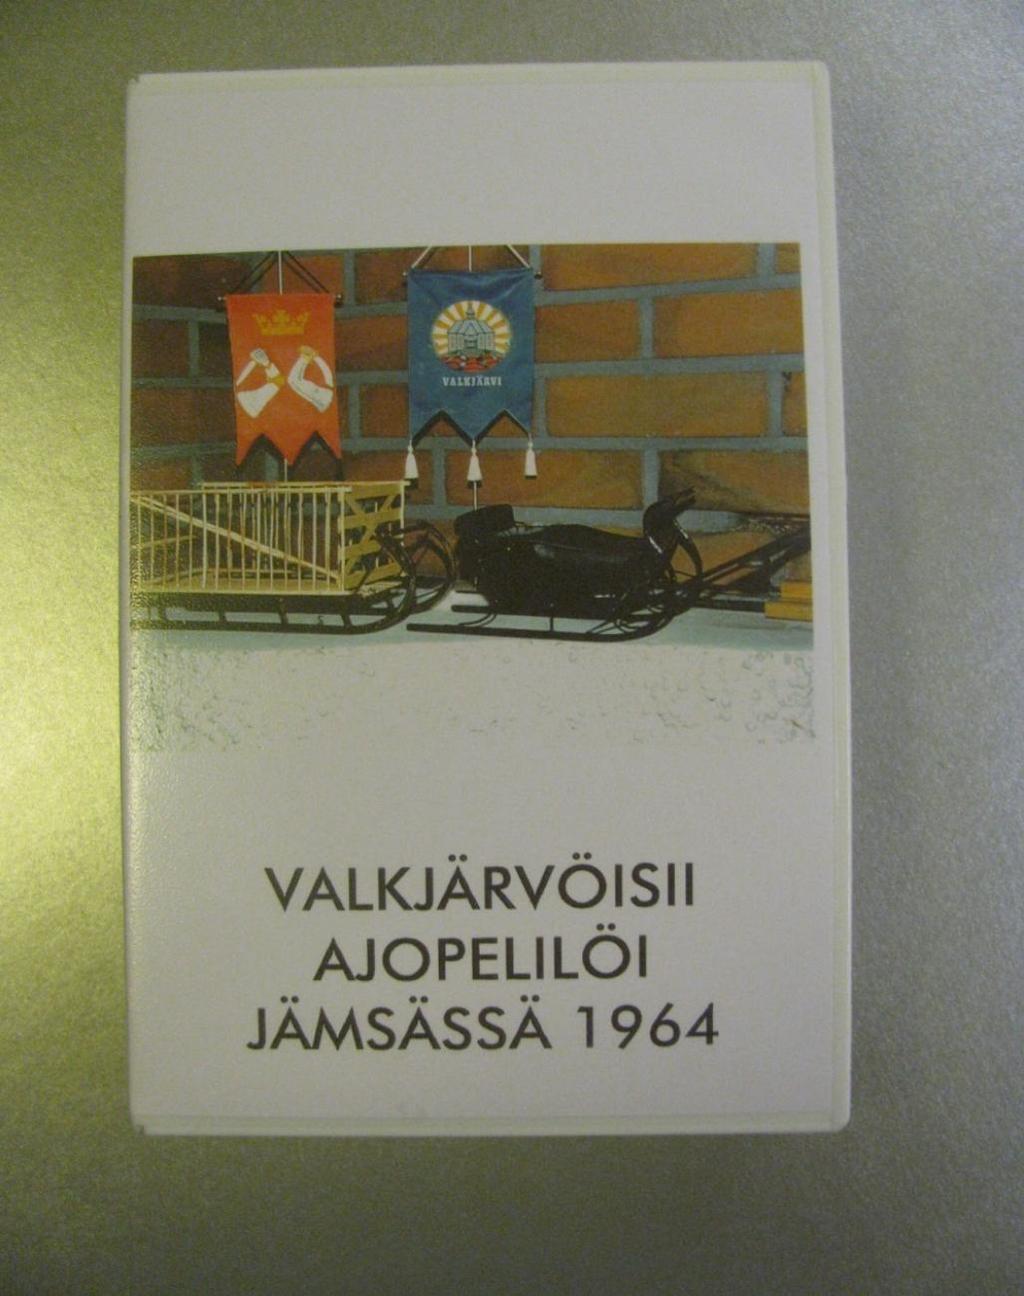 VALKJÄRVI
VALKJÄRVÖISII
AJOPELILÖI
JÄMSÄSSÄ 1964